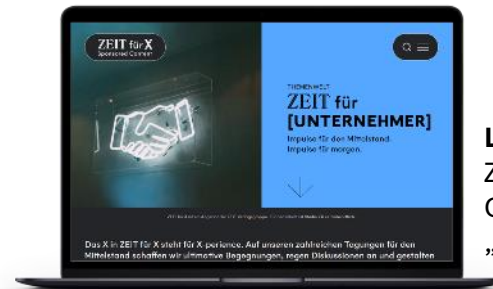 ZEIT für X
Sponsored Content
THEMENWELT
ZEIT für
[UNTERNEHMER]
Impulse für den Mittelstand.
Impulse für morgen.
Das X in ZEIT für X steht für X-perience. Auf unseren zahlreichen Tagungen für den
Mittelstand schaffen wir ultimative Begegnungen, regen Diskussionen an und gestalten
L
Z
C
„